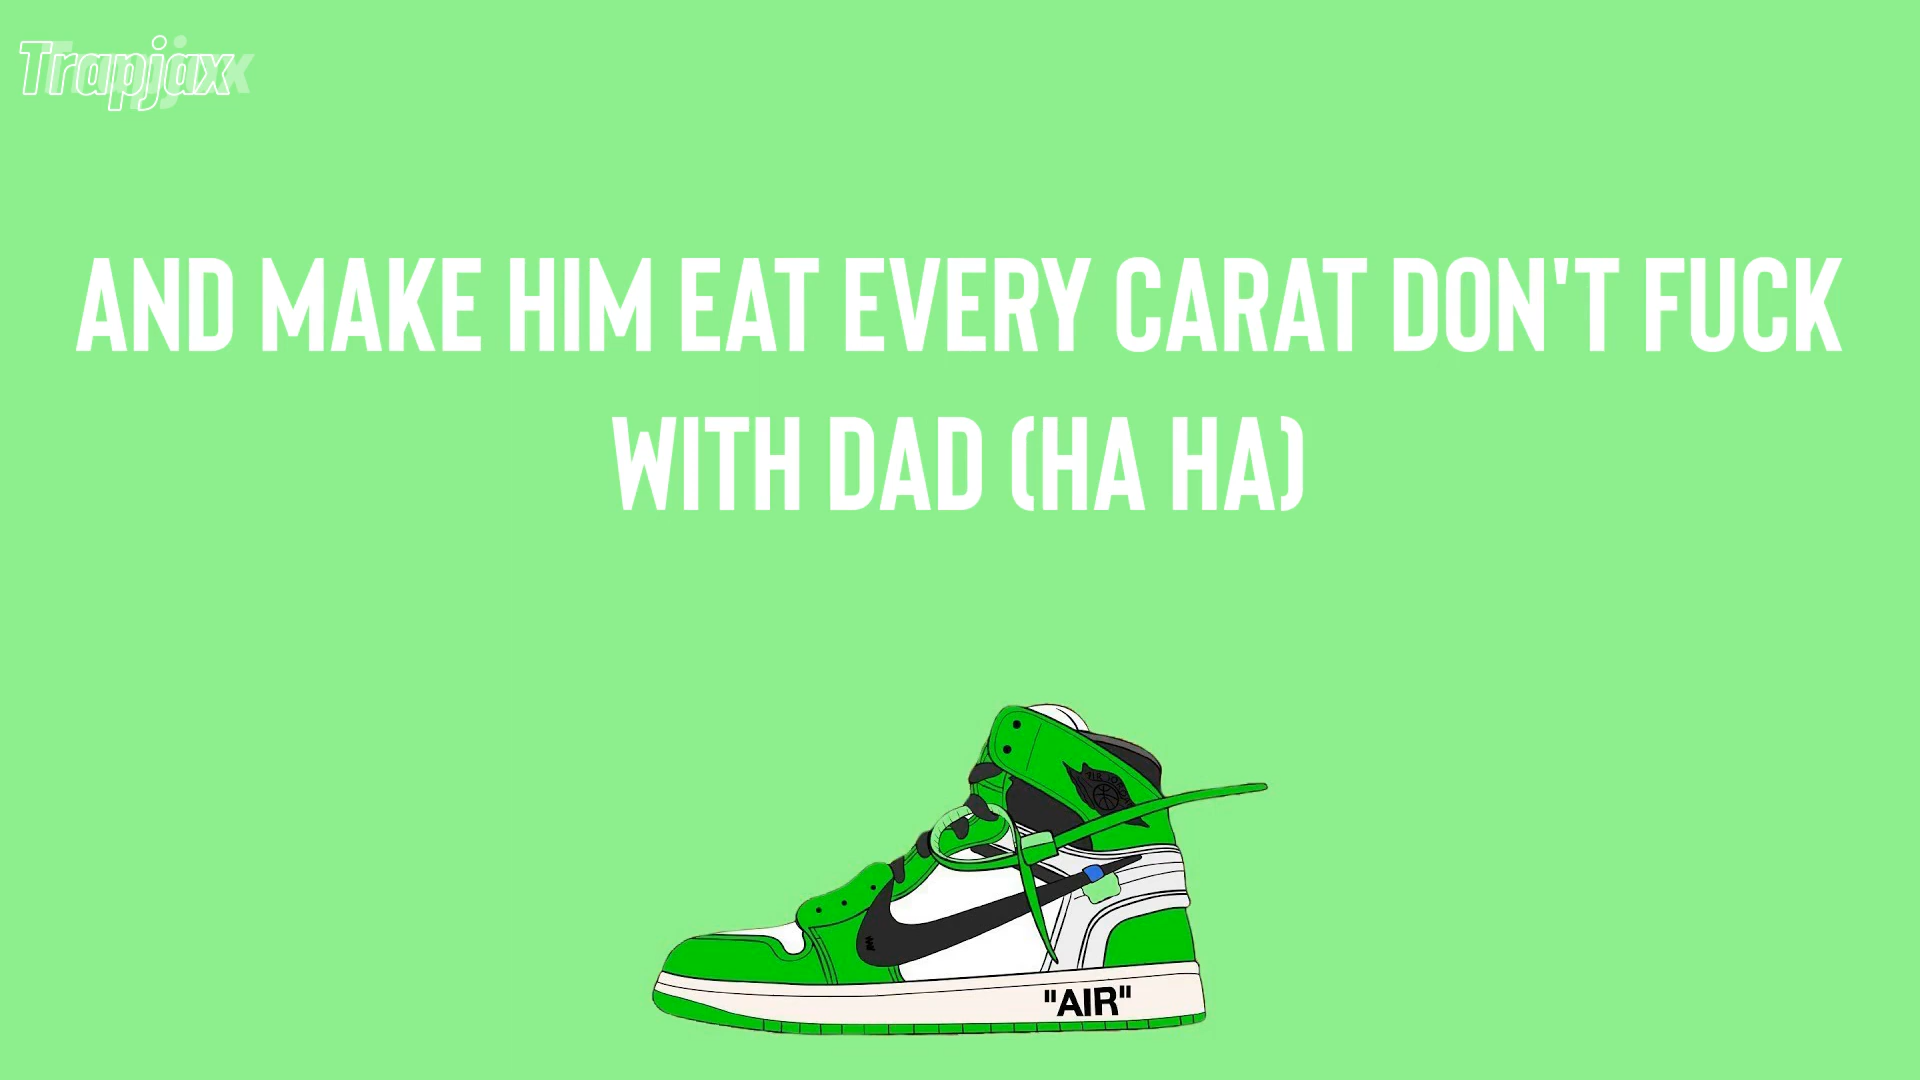 Trapjax
AND MAKE HIM EAT EVERY CARAT DON'T FUCK
WITH DAD (HA HA)
"AIR"